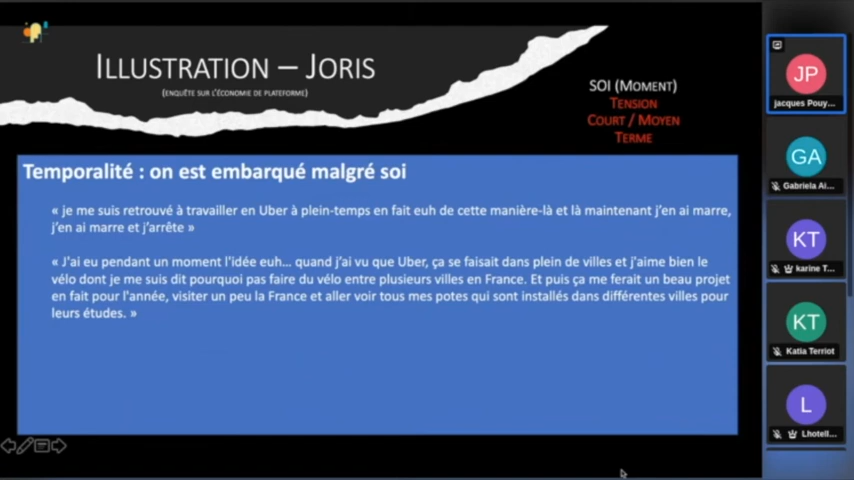 ILLUSTRATION – JORIS
(ENQUÊTE SUR L'ÉCONOMIE DE PLATEFORME)
SOI (MOMENT)
TENSION
COURT / MOYEN
TERME
Temporalité : on est embarqué malgré soi
« je me suis retrouvé à travailler en Uber à plein-temps en fait euh de cette manière-là et là maintenant j'en ai marre,
j'en ai marre et j'arrête »
« J'ai eu pendant un moment l'idée euh... quand j'ai vu que Uber, ça se faisait dans plein de villes et j'aime bien le
vélo dont je me suis dit pourquoi pas faire du vélo entre plusieurs villes en France. Et puis ça me ferait un beau projet
en fait pour l'année, visiter un peu la France et aller voir tous mes potes qui sont installés dans différentes villes pour
leurs études. »
JP
jacques Pouy...
GA
Gabriela Ai...
KT
karine T...
KT
Katia Terriot
L
Lhotell...